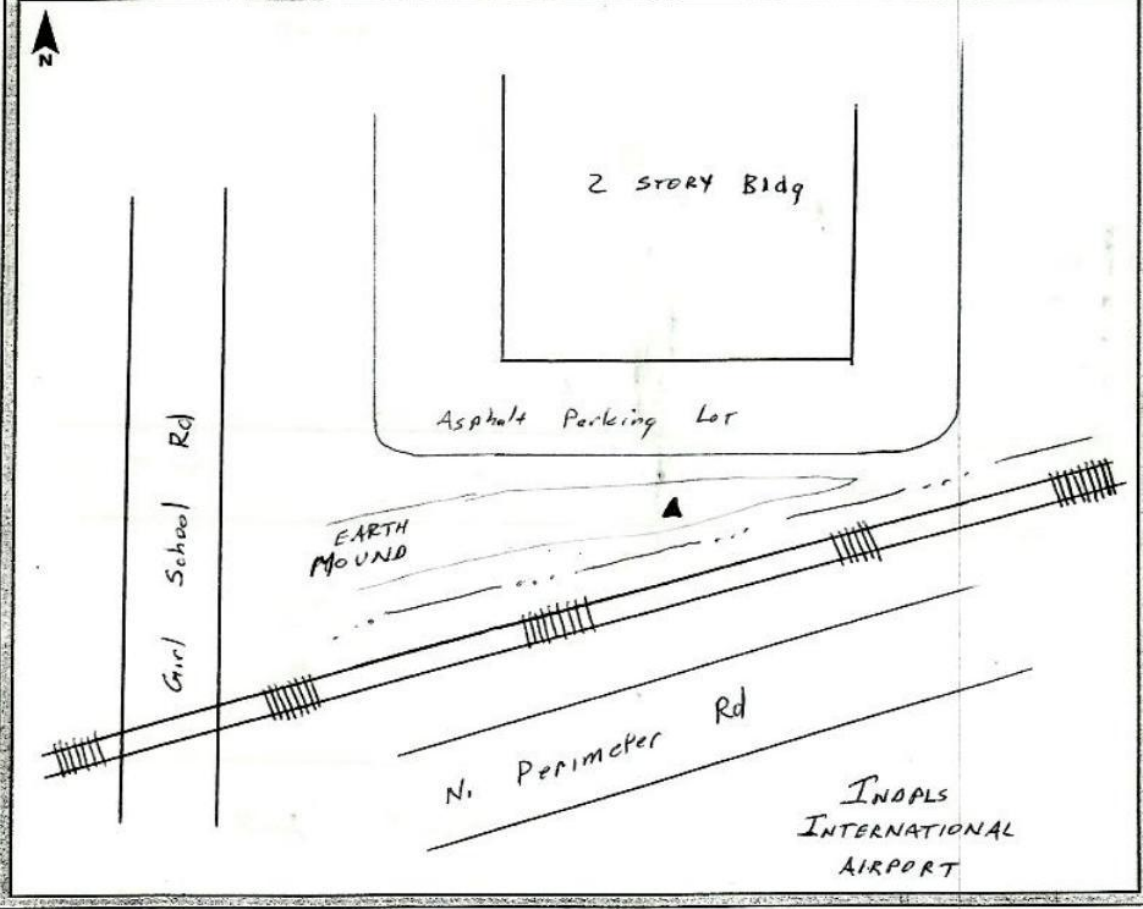 N
2 STORY Bldg
Asphalt Parking Lot
Girl School Rd
EARTH
MOUND
N. Perimeter Rd
INDPLS
INTERNATIONAL
AIRPORT